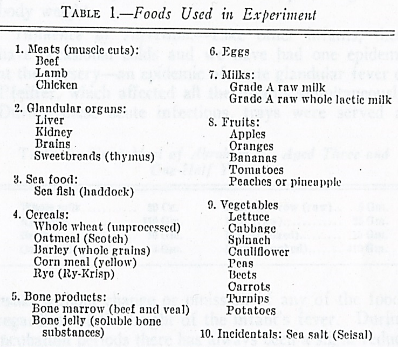 TABLE 1.—Foods Used in Experiment
1. Meats (muscle cuts):
Beef
Lamb
Chicken
2. Glandular organs:
Liver
Kidney
Brains
Sweetbreads (thymus)
3. Sea food:
Sea fish (haddock)
4. Cereals:
Whole wheat (unprocessed)
Oatmeal (Scotch)
Barley (whole grains)
Corn meal (yellow)
Rye (Ry-Krisp)
5. Bone products:
Bone marrow (beef and veal)
Bone jelly (soluble bone
substances)
6. Eggs
7. Milks:
Grade A raw milk
Grade A raw whole lactic milk
8. Fruits:
Apples
Oranges
Bananas
Tomatoes
Peaches or pineapple
9. Vegetables
Lettuce
Cabbage
Spinach
Cauliflower
Peas
Beets
Carrots
Turnips
Potatoes
10. Incidentals: Sea salt (Seisal)